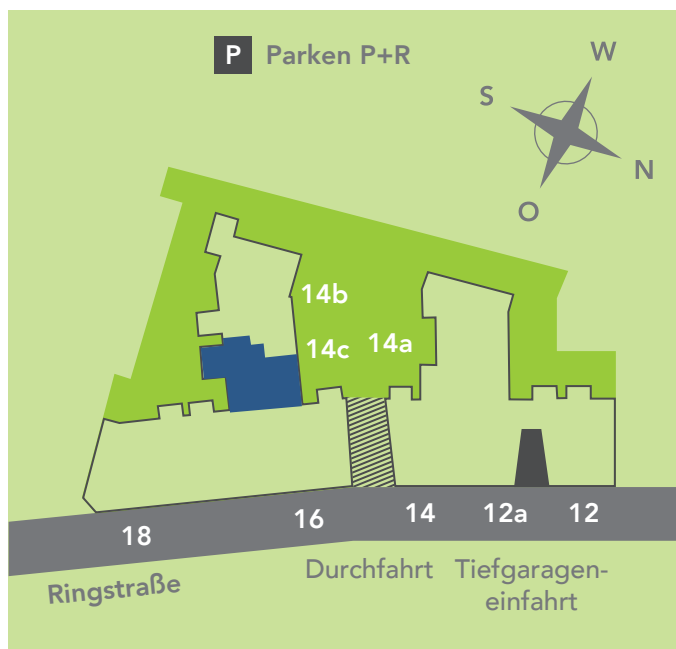 P Parken P+R
W
S
N
O
14b
14c 14a
18 16 14 12a 12
Ringstraße
Durchfahrt Tiefgaragen-
einfahrt